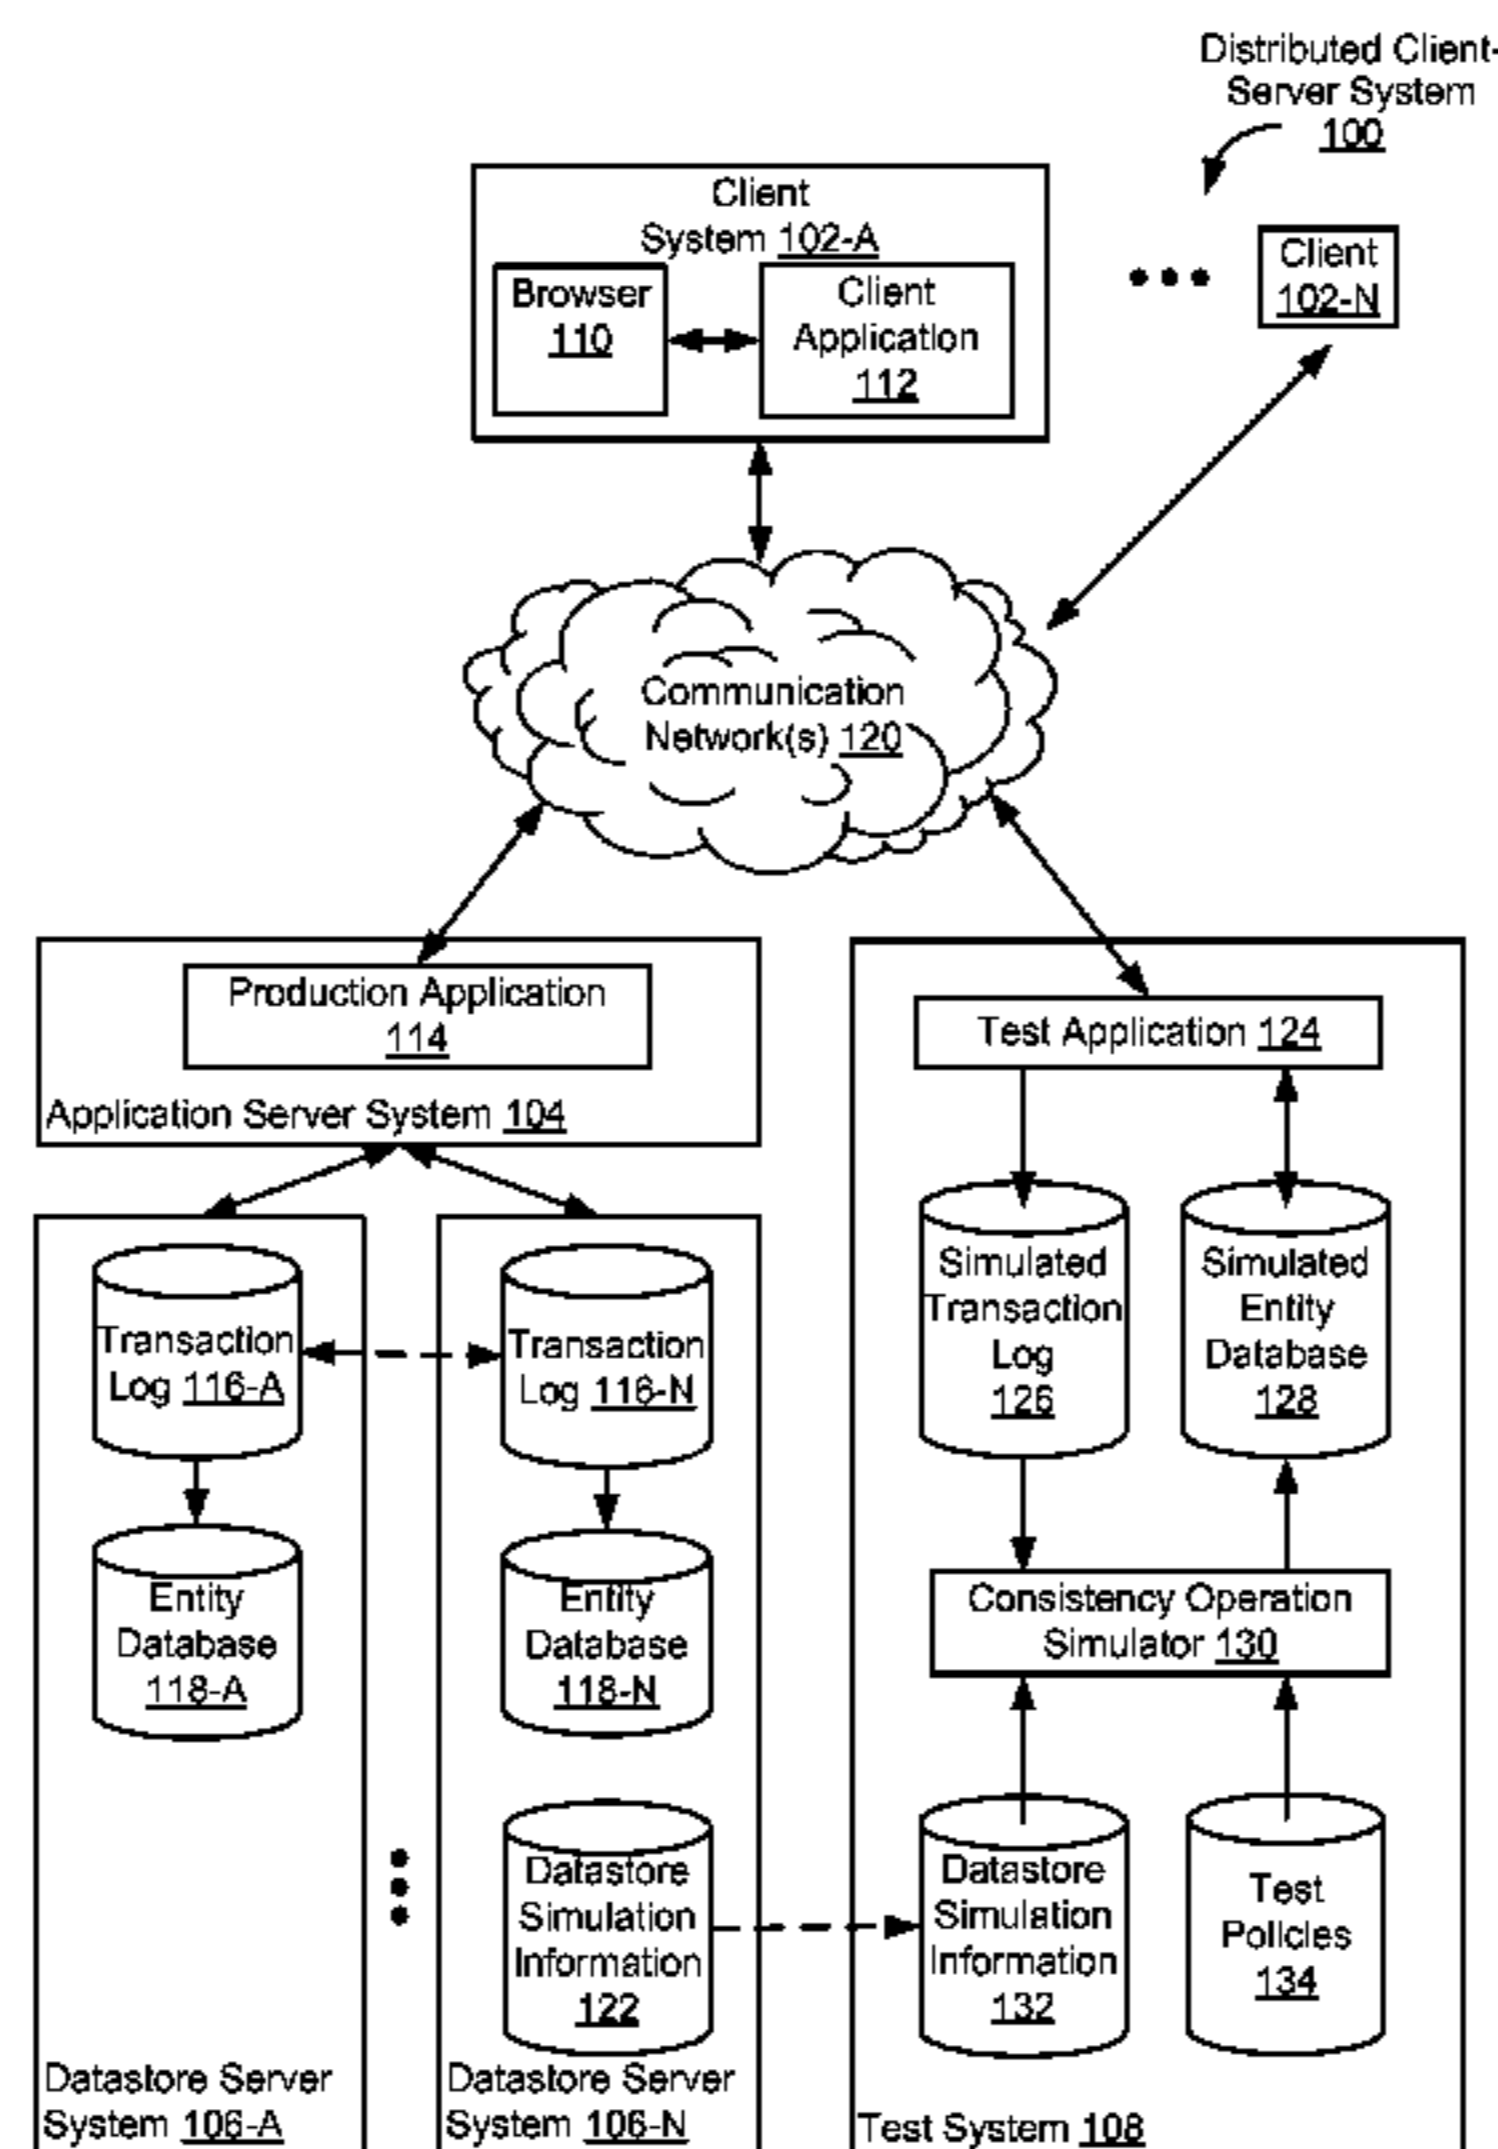 Distributed Client-
Server System
100
Client
System 102-A
Browser
110
Client
Application
112
Client
102-N
Communication
Network(s) 120
Production Application
114
Application Server System 104
Test Application 124
Transaction
Log 116-A
Transaction
Log 116-N
Simulated
Transaction
Log
126
Simulated
Entity
Database
128
Entity
Database
118-A
Entity
Database
118-N
Consistency Operation
Simulator 130
Datastore
Simulation
Information
122
Datastore
Simulation
Information
132
Test
Policies
134
Datastore Server
System 106-A
Datastore Server
System 106-N
Test System 108